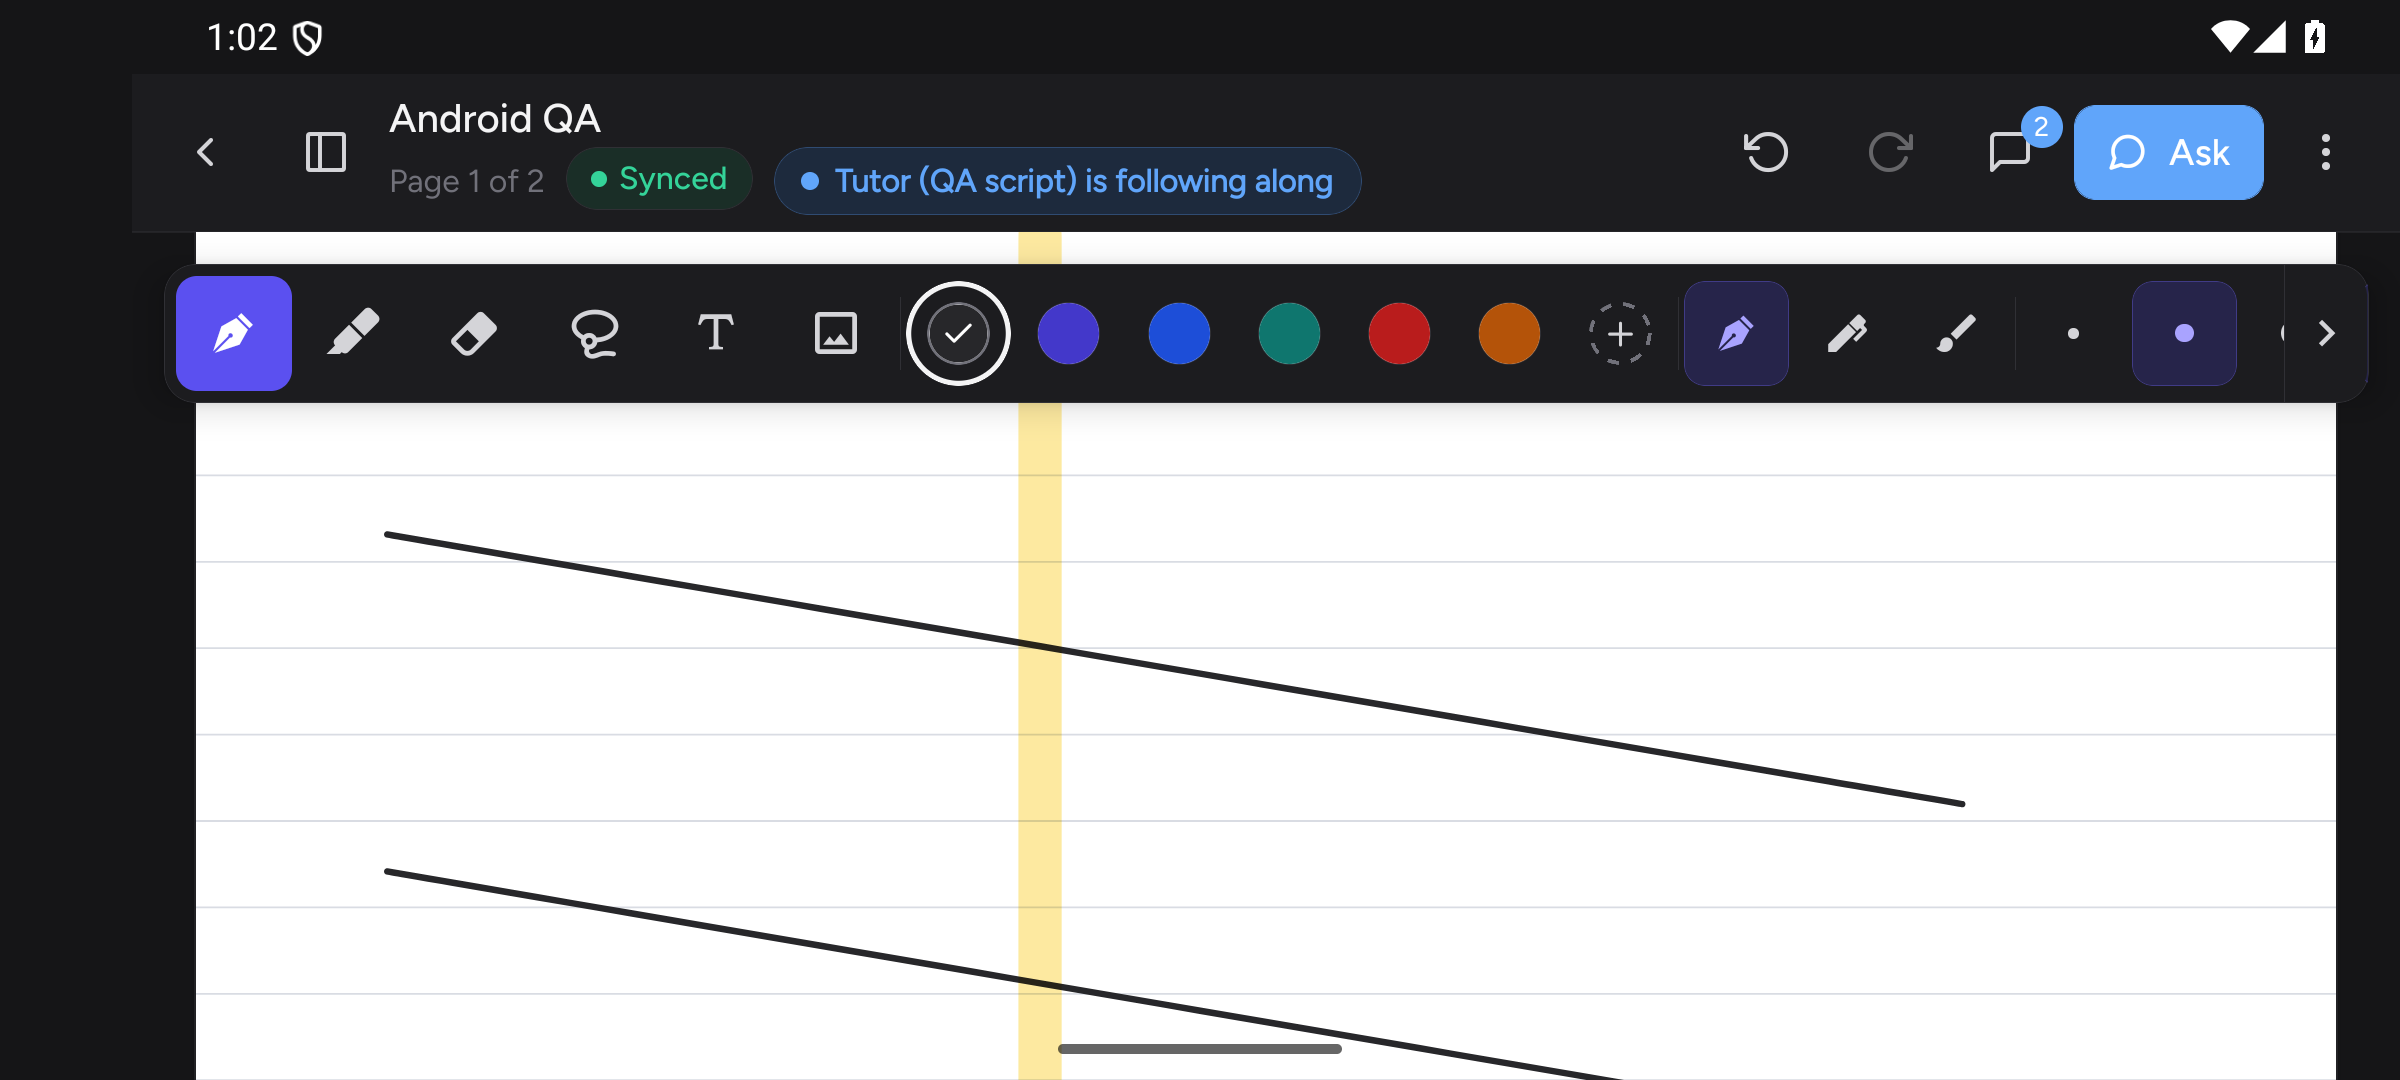 1:02
Android QA
Page 1 of 2
Synced
Tutor (QA script) is following along
2
Ask
T